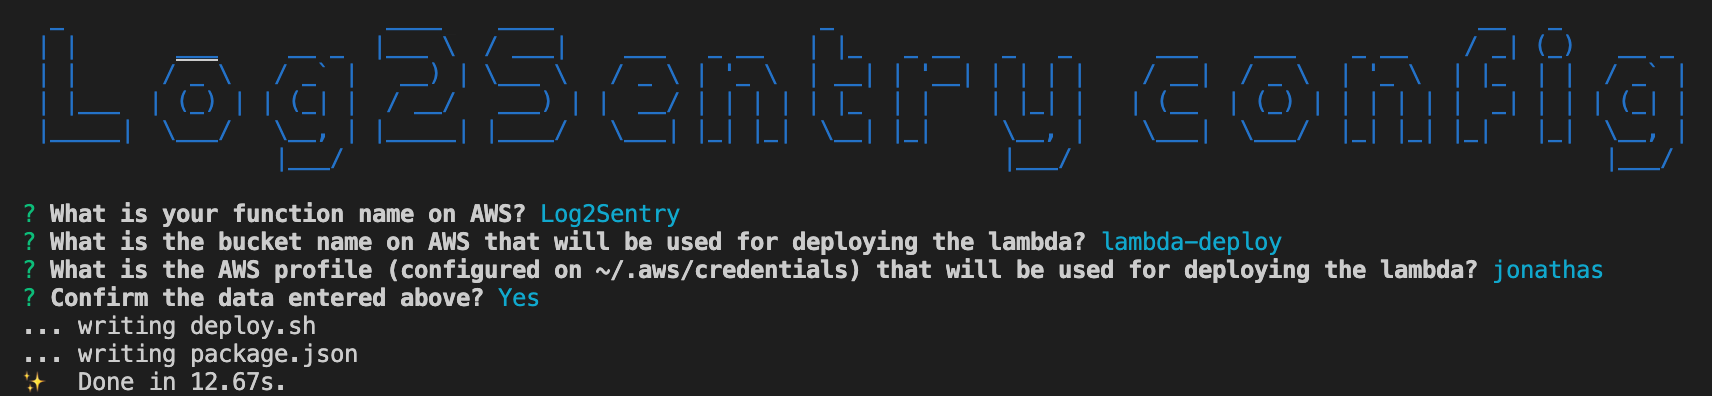 Log2Sentry config
? What is your function name on AWS? Log2Sentry
? What is the bucket name on AWS that will be used for deploying the lambda? lambda-deploy
? What is the AWS profile (configured on ~/.aws/credentials) that will be used for deploying the lambda? jonathas
? Confirm the data entered above? Yes
... writing deploy.sh
... writing package.json
✨ Done in 12.67s.